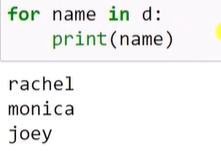 for name in d:
    print(name)
rachel
monica
joey